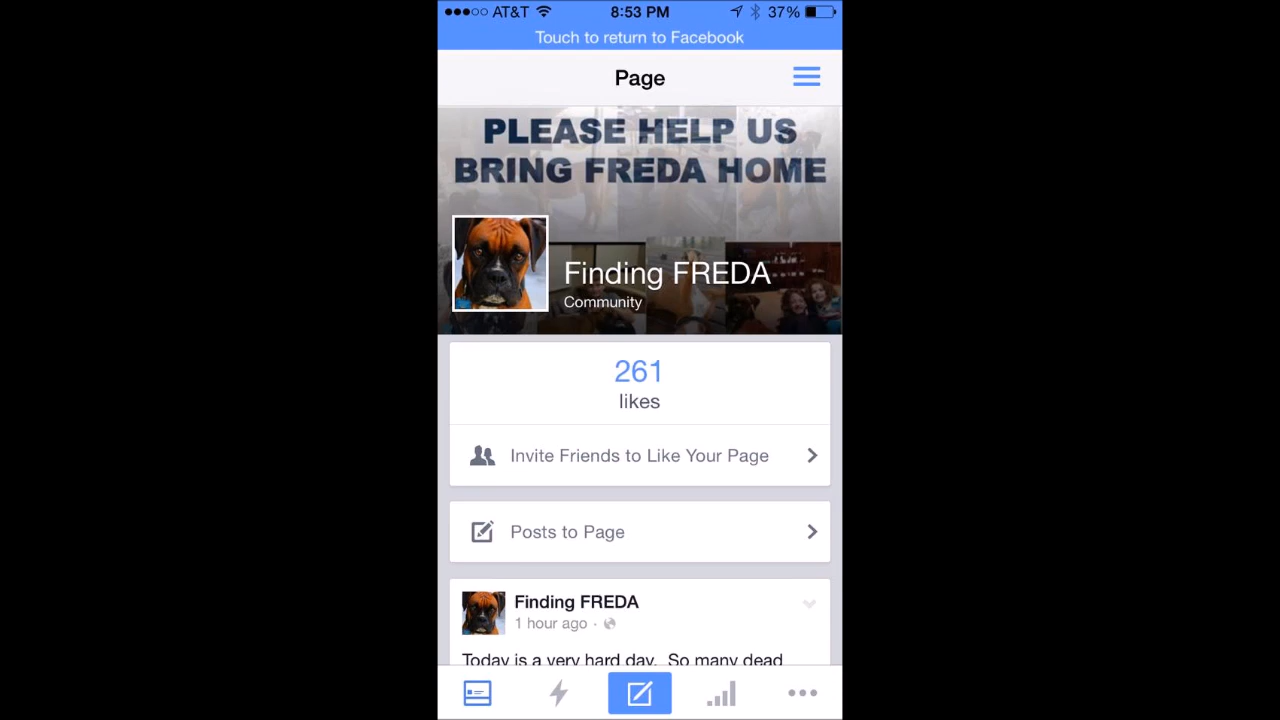 AT&T 8:53 PM 37%
Touch to return to Facebook
Page
PLEASE HELP US
BRING FREDA HOME
Finding FREDA
Community
261
likes
Invite Friends to Like Your Page
Posts to Page
Finding FREDA
1 hour ago ·
Today is a very hard day. So many dead